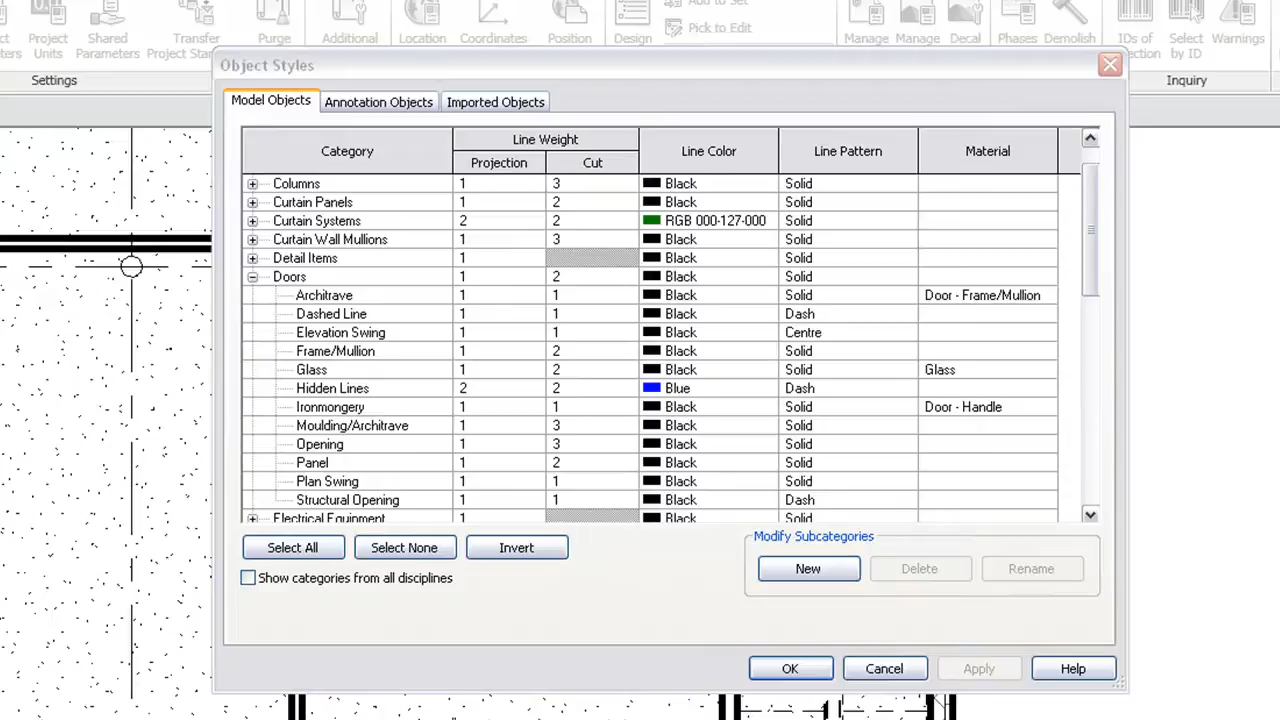 Add to Set
Pick to Edit
Project Units
Shared Parameters
Transfer Project Stan
Purge
Additional
Location
Coordinates
Position
Design
Manage
Manage
Decal
Phases
Demolish
IDs of
Select by ID
Warnings
Settings
Inquiry
Object Styles
Model Objects Annotation Objects Imported Objects
Category Line Weight Line Color Line Pattern Material
Projection Cut
Columns 1 3 Black Solid
Curtain Panels 1 2 Black Solid
Curtain Systems 2 2 RGB 000-127-000 Solid
Curtain Wall Mullions 1 3 Black Solid
Detail Items 1 Black Solid
Doors 1 2 Black Solid
Architrave 1 1 Black Solid Door - Frame/Mullion
Dashed Line 1 1 Black Dash
Elevation Swing 1 1 Black Centre
Frame/Mullion 1 2 Black Solid
Glass 1 2 Black Solid Glass
Hidden Lines 2 2 Blue Dash
Ironmongery 1 1 Black Solid Door - Handle
Moulding/Architrave 1 3 Black Solid
Opening 1 3 Black Solid
Panel 1 2 Black Solid
Plan Swing 1 1 Black Solid
Structural Opening 1 1 Black Dash
Electrical Equipment 1 Black Solid
Select All Select None Invert
Modify Subcategories
New Delete Rename
Show categories from all disciplines
OK Cancel Apply Help